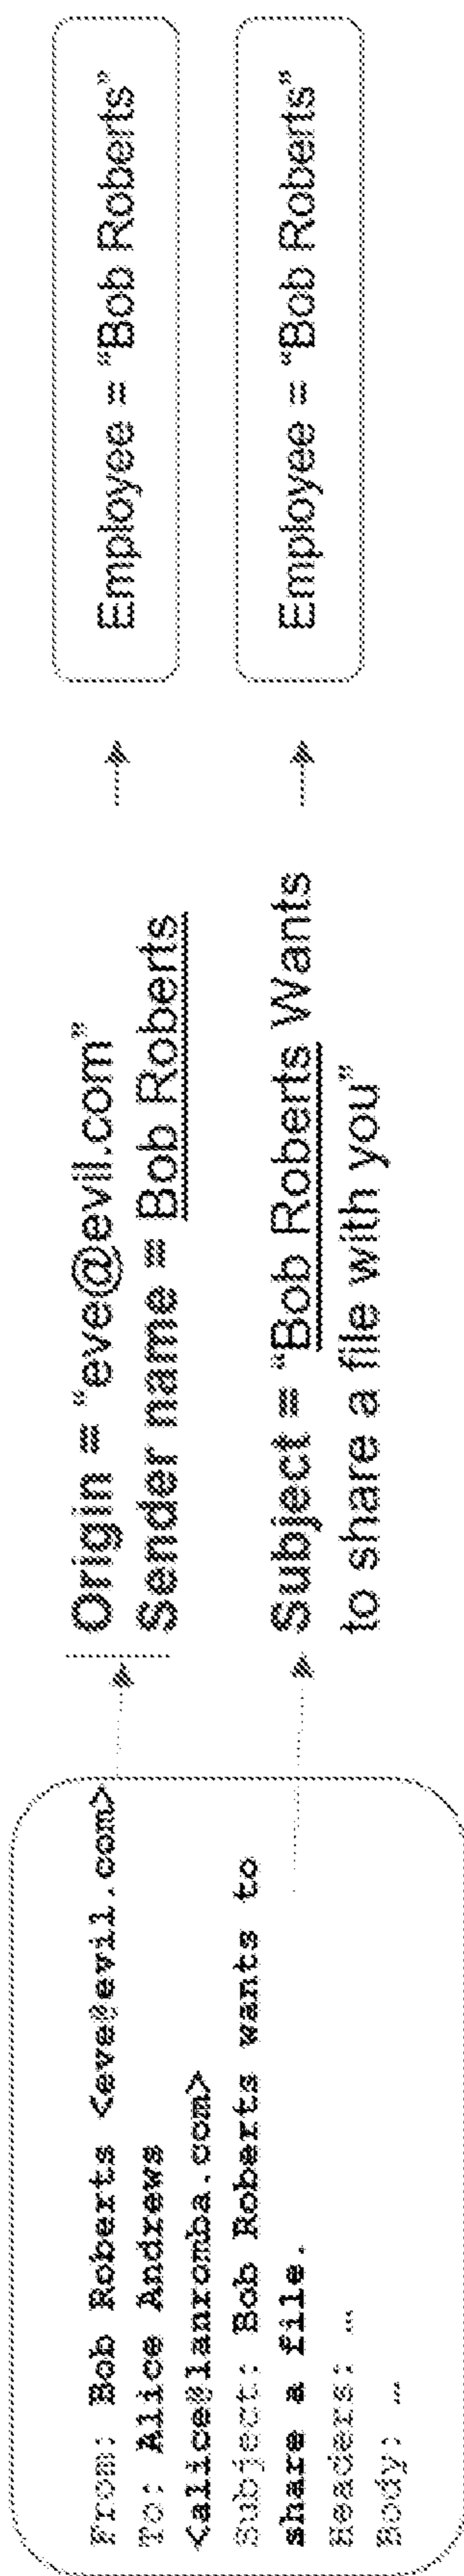 From: Bob Roberts <eve@evil.com>
To: Alice Andrews
<alice@lanromba.com>
Subject: Bob Roberts wants to
share a file.
Headers: …
Body: …
Origin = “eve@evil.com”
Sender name = Bob Roberts
Subject = “Bob Roberts Wants
to share a file with you”
Employee = “Bob Roberts”
Employee = “Bob Roberts”